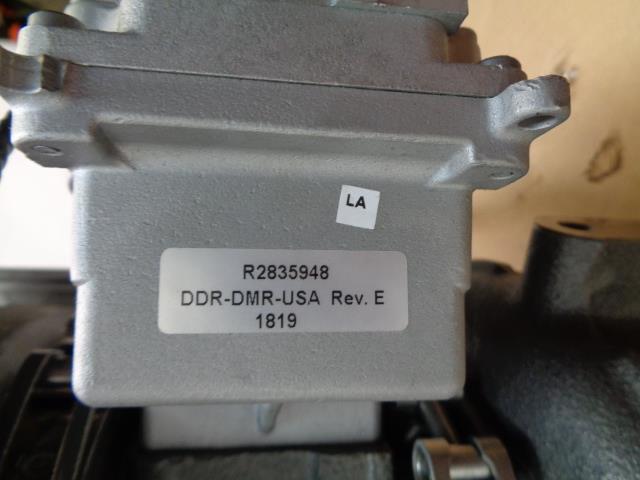 LA
R2835948
DDR-DMR-USA Rev. E
1819